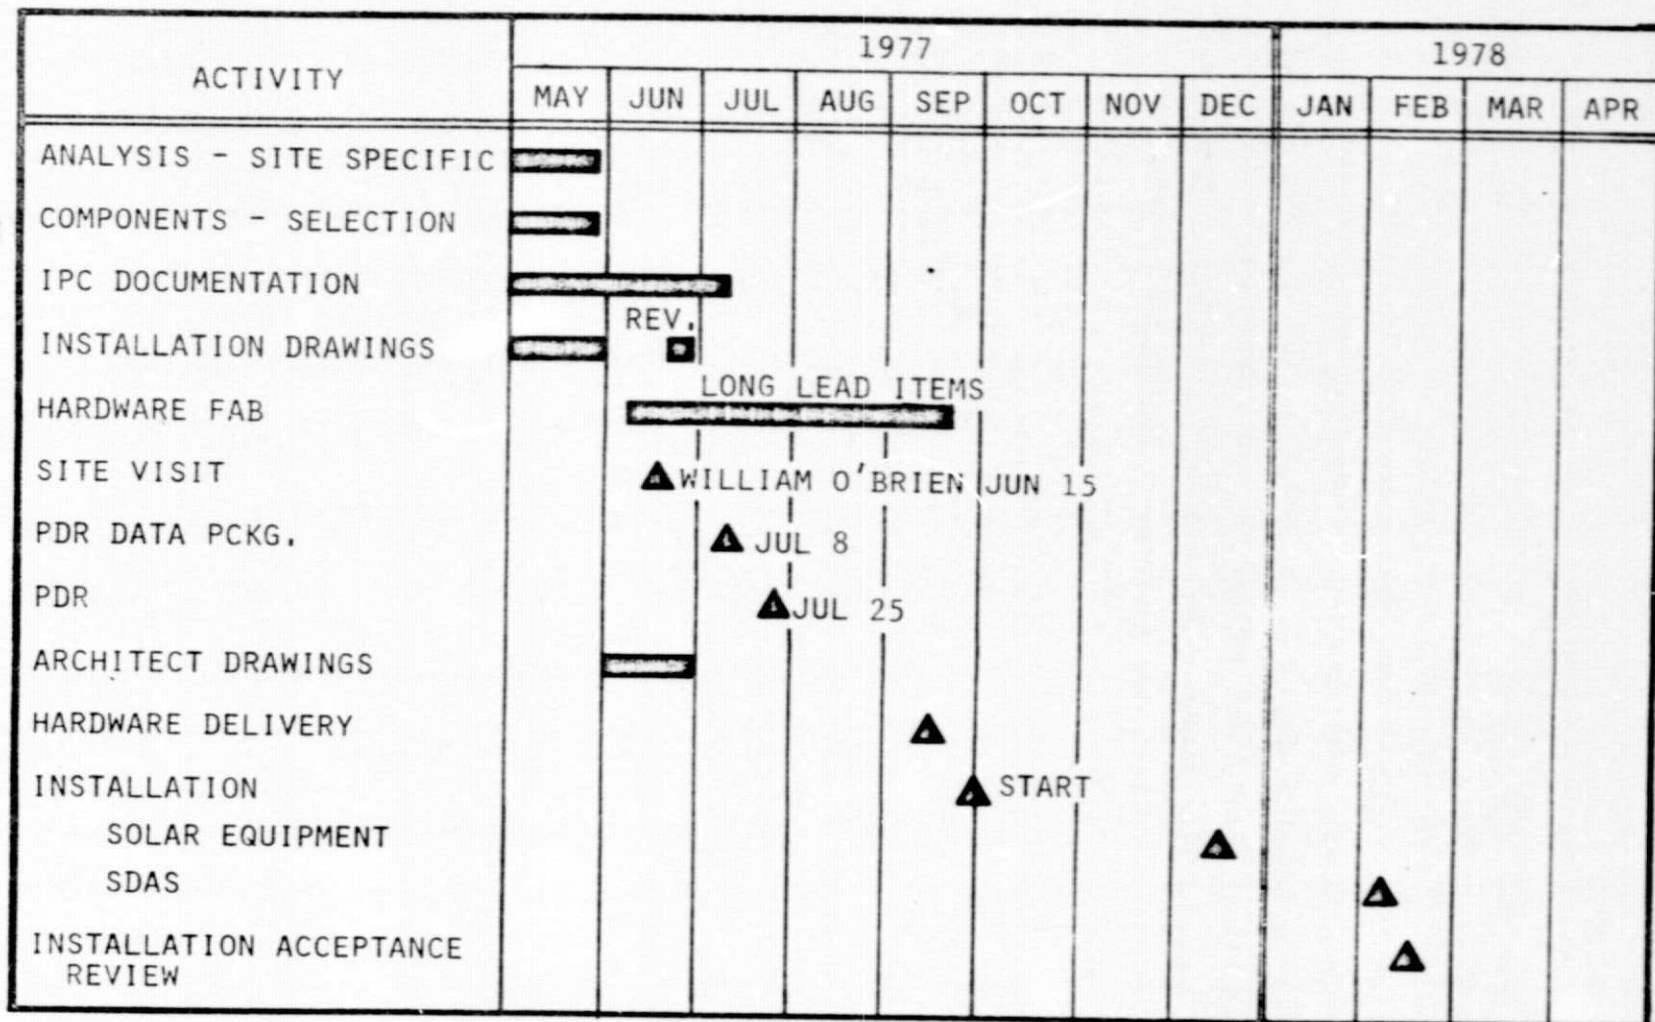 ACTIVITY
1977
1978
MAY JUN JUL AUG SEP OCT NOV DEC JAN FEB MAR APR
ANALYSIS - SITE SPECIFIC
COMPONENTS - SELECTION
IPC DOCUMENTATION
REV.
INSTALLATION DRAWINGS
LONG LEAD ITEMS
HARDWARE FAB
SITE VISIT WILLIAM O'BRIEN JUN 15
PDR DATA PCKG. JUL 8
PDR JUL 25
ARCHITECT DRAWINGS
HARDWARE DELIVERY
INSTALLATION START
SOLAR EQUIPMENT
SDAS
INSTALLATION ACCEPTANCE
REVIEW